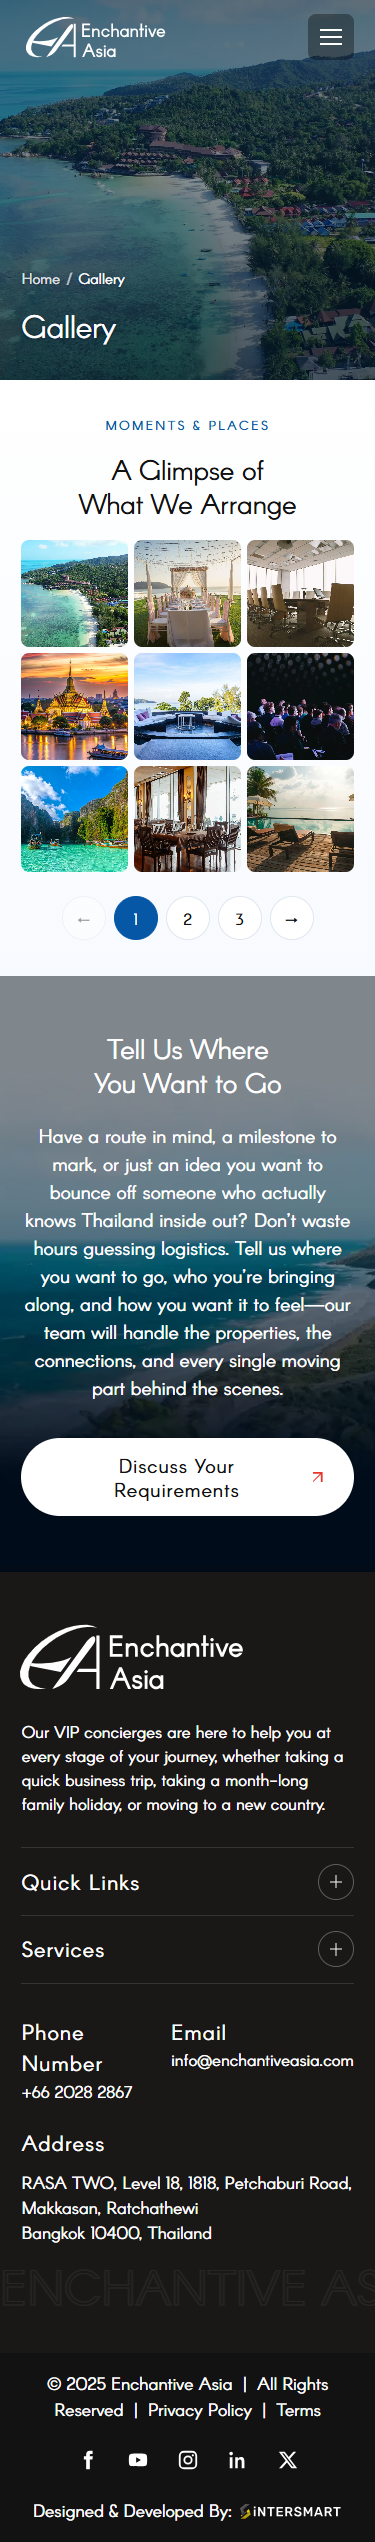 Enchantive
Asia
Home / Gallery
Gallery
MOMENTS & PLACES
A Glimpse of
What We Arrange
← 1 2 3 →
Tell Us Where
You Want to Go
Have a route in mind, a milestone to
mark, or just an idea you want to
bounce off someone who actually
knows Thailand inside out? Don't waste
hours guessing logistics. Tell us where
you want to go, who you're bringing
along, and how you want it to feel—our
team will handle the properties, the
connections, and every single moving
part behind the scenes.
Discuss Your
Requirements
Enchantive
Asia
Our VIP concierges are here to help you at
every stage of your journey, whether taking a
quick business trip, taking a month-long
family holiday, or moving to a new country.
Quick Links
Services
Phone
Number
+66 2028 2867
Email
info@enchantiveasia.com
Address
RASA TWO, Level 18, 1818, Petchaburi Road,
Makkasan, Ratchathewi
Bangkok 10400, Thailand
ENCHANTIVE AS
© 2025 Enchantive Asia | All Rights
Reserved | Privacy Policy | Terms
Designed & Developed By: iNTERSMART